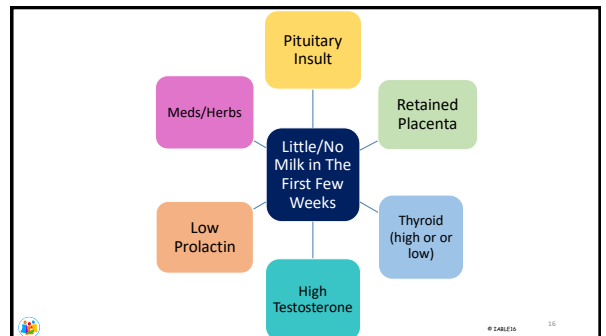 Pituitary
Insult
Meds/Herbs
Retained
Placenta
Little/No
Milk in The
First Few
Weeks
Low
Prolactin
Thyroid
(high or or
low)
High
Testosterone
© IABLE16
16